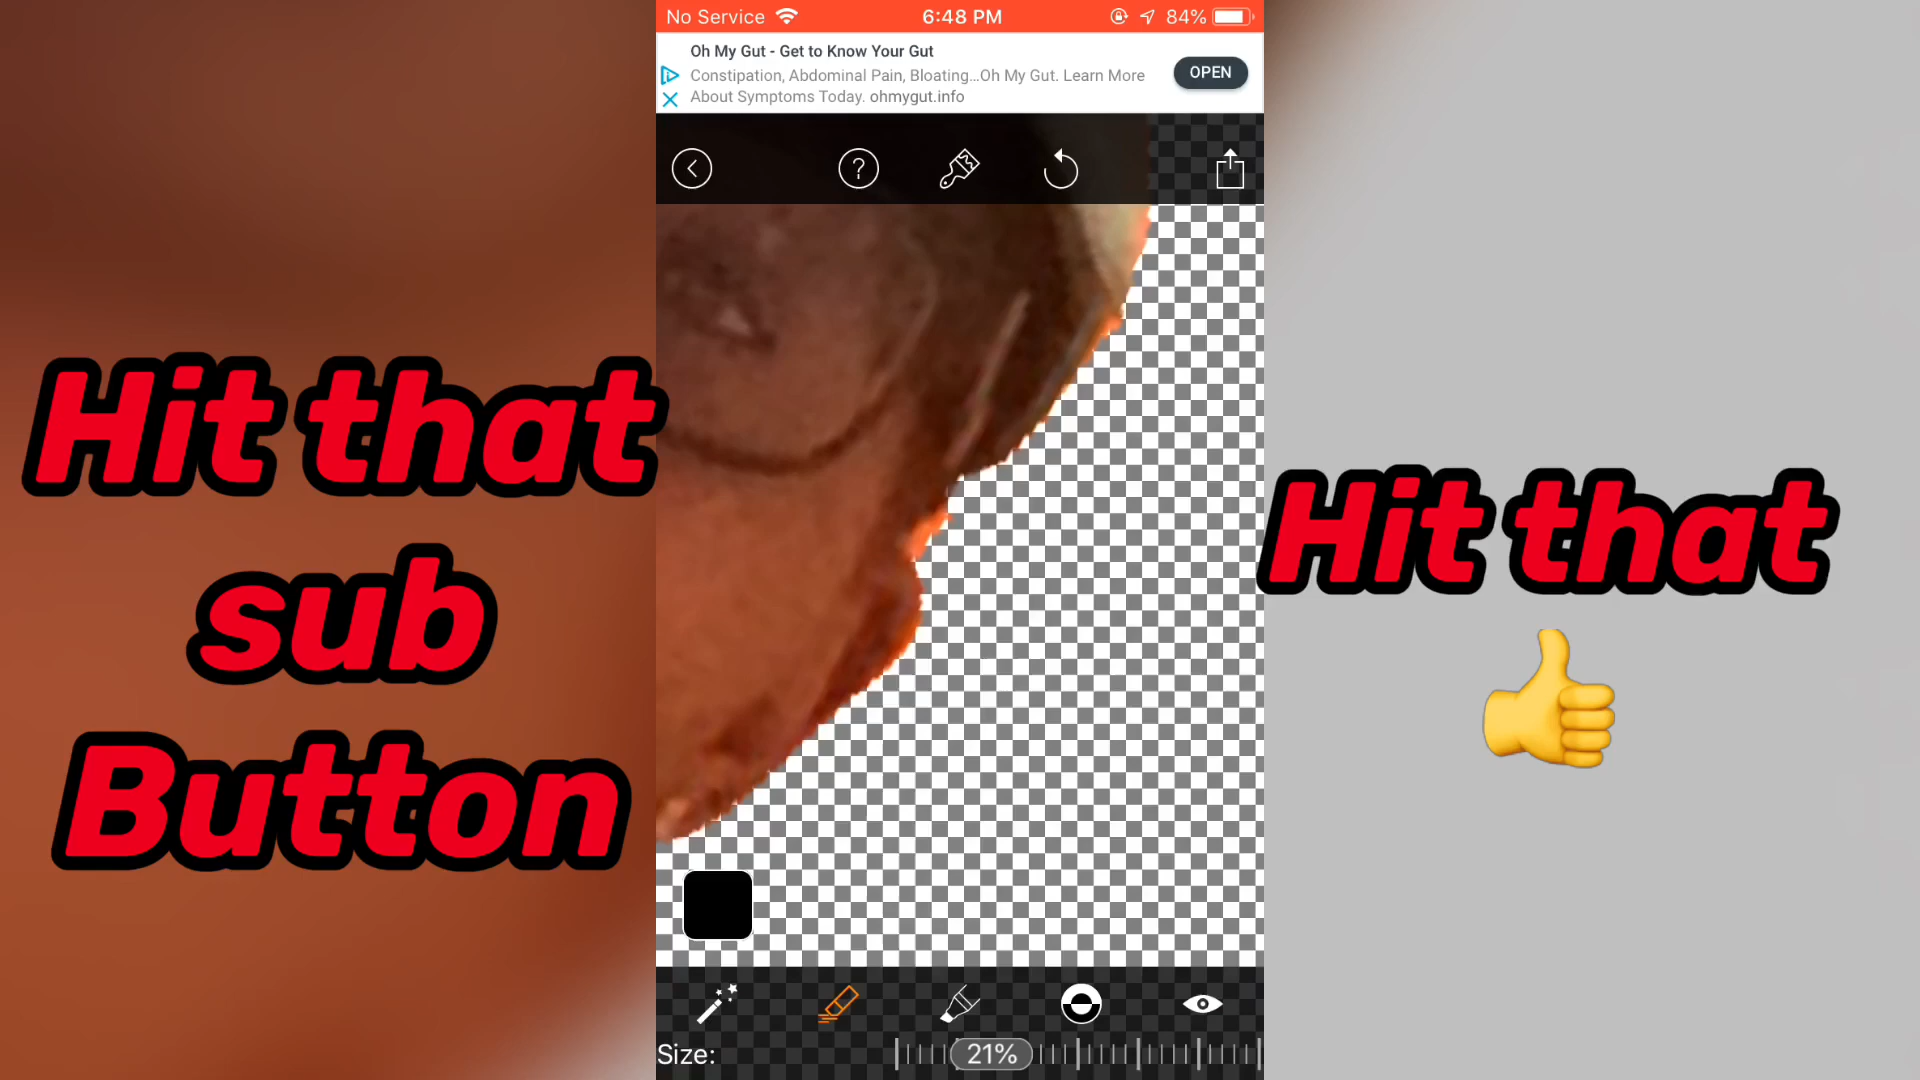 No Service
6:48 PM
84%
Oh My Gut - Get to Know Your Gut
Constipation, Abdominal Pain, Bloating...Oh My Gut. Learn More
About Symptoms Today. ohmygut.info
OPEN
?
Hit that
sub
Button
Hit that
Size:
21%